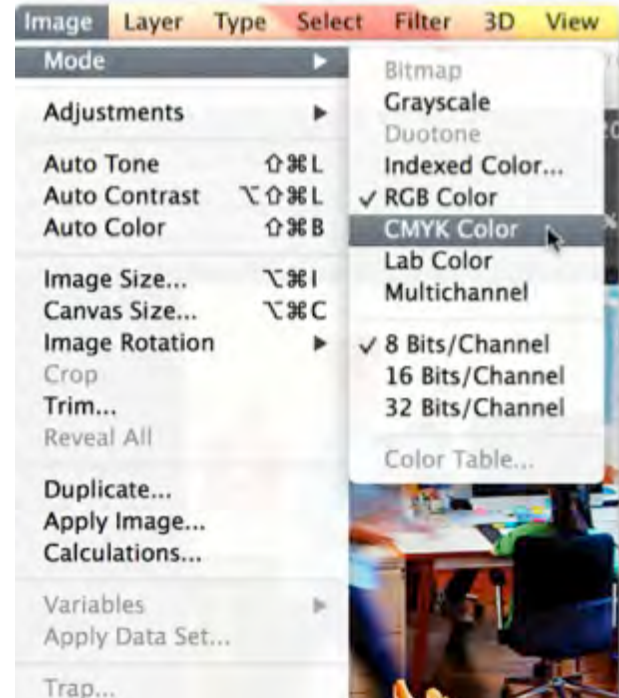 Image Layer Type Select Filter 3D View
Mode ▶
Adjustments ▶
Auto Tone ⇧⌘L
Auto Contrast ⌥⇧⌘L
Auto Color ⇧⌘B
Image Size... ⌥⌘I
Canvas Size... ⌥⌘C
Image Rotation ▶
Crop
Trim...
Reveal All
Duplicate...
Apply Image...
Calculations...
Variables ▶
Apply Data Set...
Trap...
Bitmap
Grayscale
Duotone
Indexed Color...
✓ RGB Color
CMYK Color
Lab Color
Multichannel
✓ 8 Bits/Channel
16 Bits/Channel
32 Bits/Channel
Color Table...